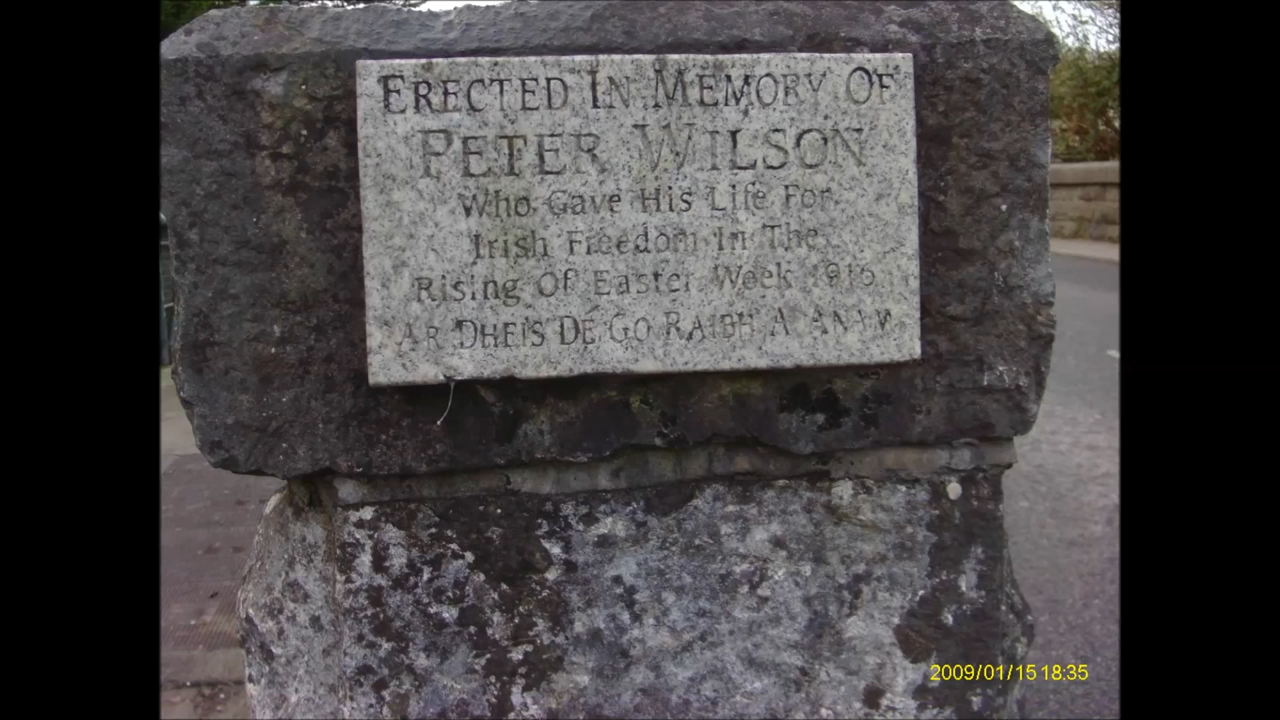 ERECTED IN MEMORY OF
PETER WILSON
Who Gave His Life For
Irish Freedom In The
Rising Of Easter Week 1916
AR DHEIS DÉ GO RAIBH A ANAM
2009/01/15 18:35